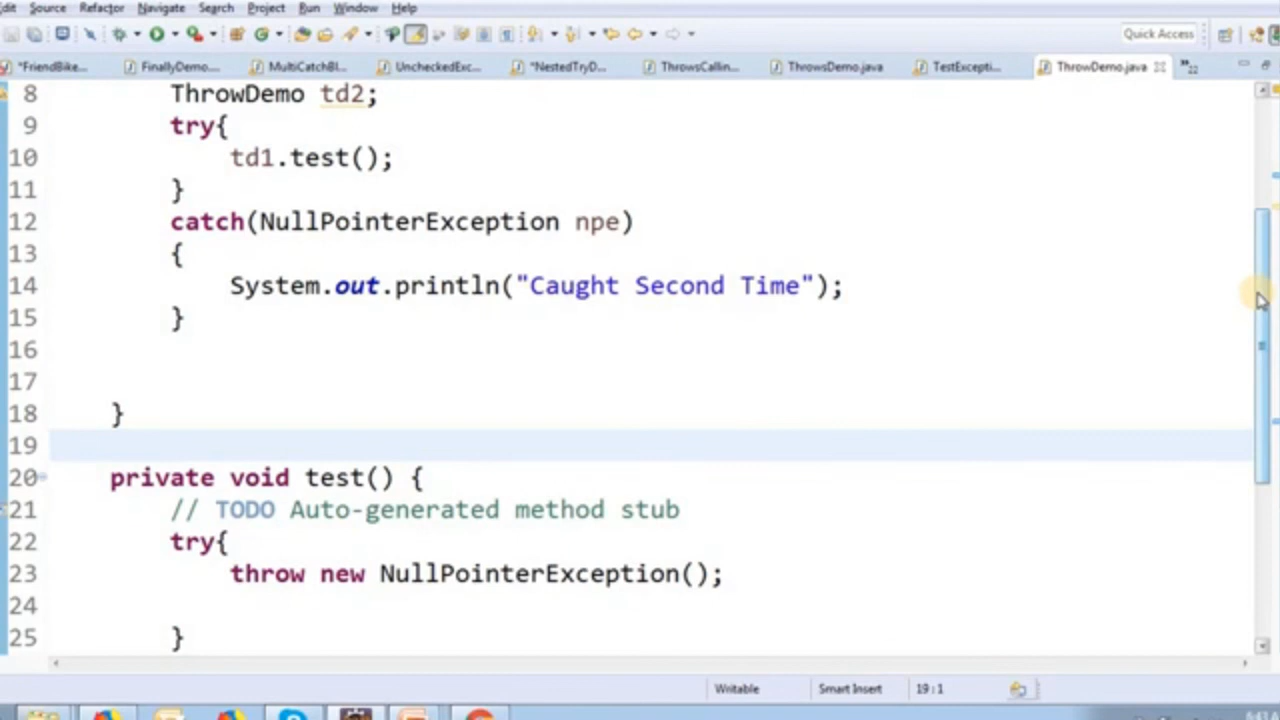 dit Source Refactor Navigate Search Project Run Window Help
Quick Access
*FriendBike... FinallyDemo.... MultiCatchBl... UncheckedExc... *NestedTryD... ThrowsCallin... ThrowsDemo.java TestExcepti... ThrowDemo.java 22
8 ThrowDemo td2;
9 try{
10 td1.test();
11 }
12 catch(NullPointerException npe)
13 {
14 System.out.println("Caught Second Time");
15 }
16
17
18 }
19
20 private void test() {
21 // TODO Auto-generated method stub
22 try{
23 throw new NullPointerException();
24
25 }
Writable Smart Insert 19:1